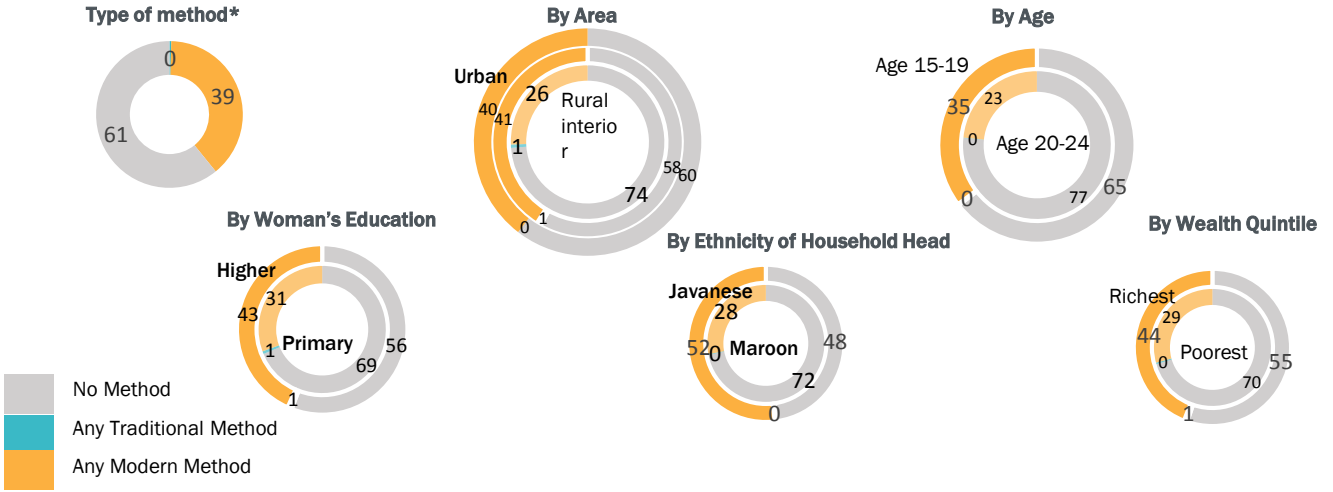 Type of method*
0
39
61
By Area
Urban
26
40
41
Rural
interio
r
1
58
60
74
1
0
By Age
Age 15-19
35
23
0
Age 20-24
0
77
65
By Woman's Education
Higher
31
43
1
Primary
56
69
1
By Ethnicity of Household Head
Javanese
28
52
0
Maroon
48
72
0
By Wealth Quintile
Richest
29
44
0
Poorest
55
70
1
No Method
Any Traditional Method
Any Modern Method